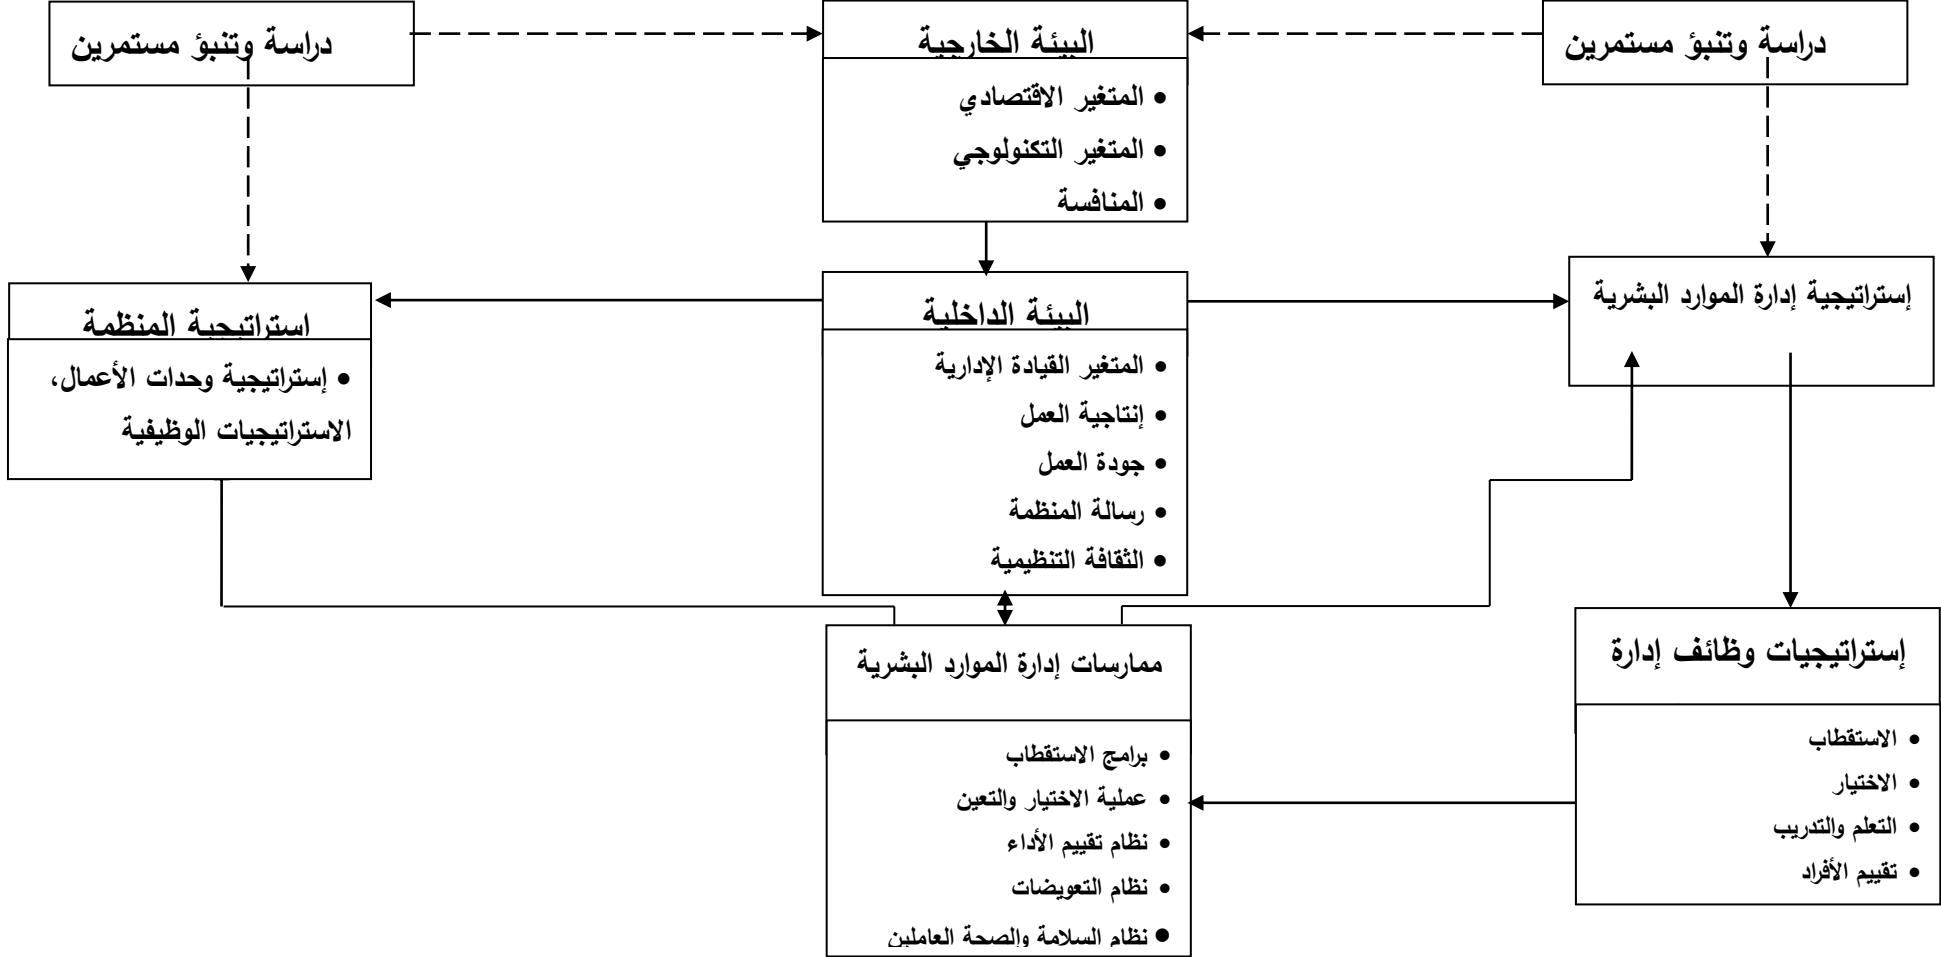 دراسة وتنبؤ مستمرين
البيئة الخارجية
دراسة وتنبؤ مستمرين
• المتغير الاقتصادي
• المتغير التكنولوجي
• المنافسة
إستراتيجية إدارة الموارد البشرية
البيئة الداخلية
• المتغير القيادة الإدارية
• إنتاجية العمل
• جودة العمل
• رسالة المنظمة
• الثقافة التنظيمية
استراتيجية المنظمة
• إستراتيجية وحدات الأعمال،
الاستراتيجيات الوظيفية
إستراتيجيات وظائف إدارة
• الاستقطاب
• الاختيار
• التعلم والتدريب
• تقييم الأفراد
ممارسات إدارة الموارد البشرية
• برامج الاستقطاب
• عملية الاختيار والتعين
• نظام تقييم الأداء
• نظام التعويضات
• نظام السلامة والصحة العاملين